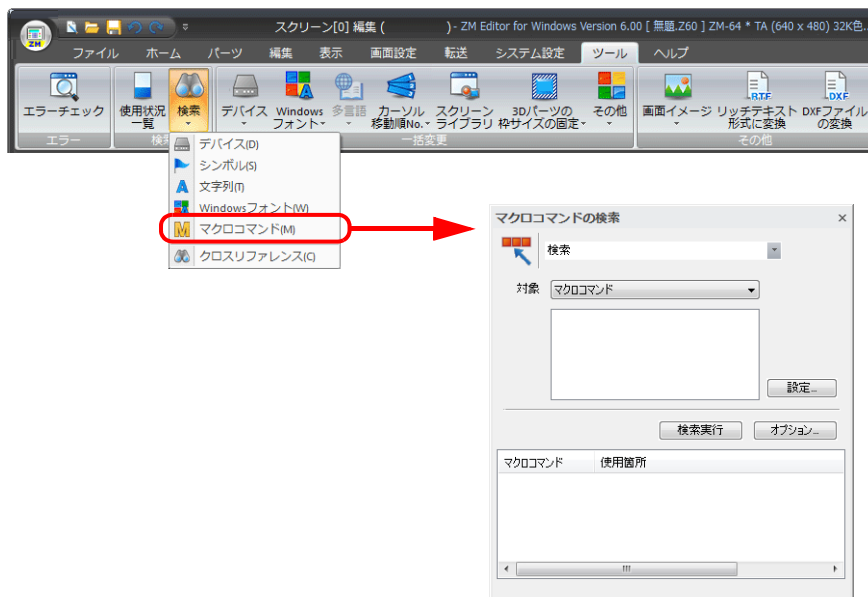 スクリーン[0] 編集 ( ) - ZM Editor for Windows Version 6.00 [ 無題.Z60 ] ZM-64 * TA (640 x 480) 32K色...
ZM
ファイル ホーム パーツ 編集 表示 画面設定 転送 システム設定 ツール ヘルプ
エラーチェック 使用状況一覧 検索 デバイス Windowsフォント 多言語 カーソル移動順No. スクリーンライブラリ 3Dパーツの枠サイズの固定 その他 画面イメージ リッチテキスト形式に変換 DXFファイルの変換
エラー 検 一括変更 その他
デバイス(D)
シンボル(S)
文字列(T)
Windowsフォント(W)
マクロコマンド(M)
クロスリファレンス(C)
マクロコマンドの検索
検索
対象 マクロコマンド
設定...
検索実行 オプション...
マクロコマンド 使用箇所